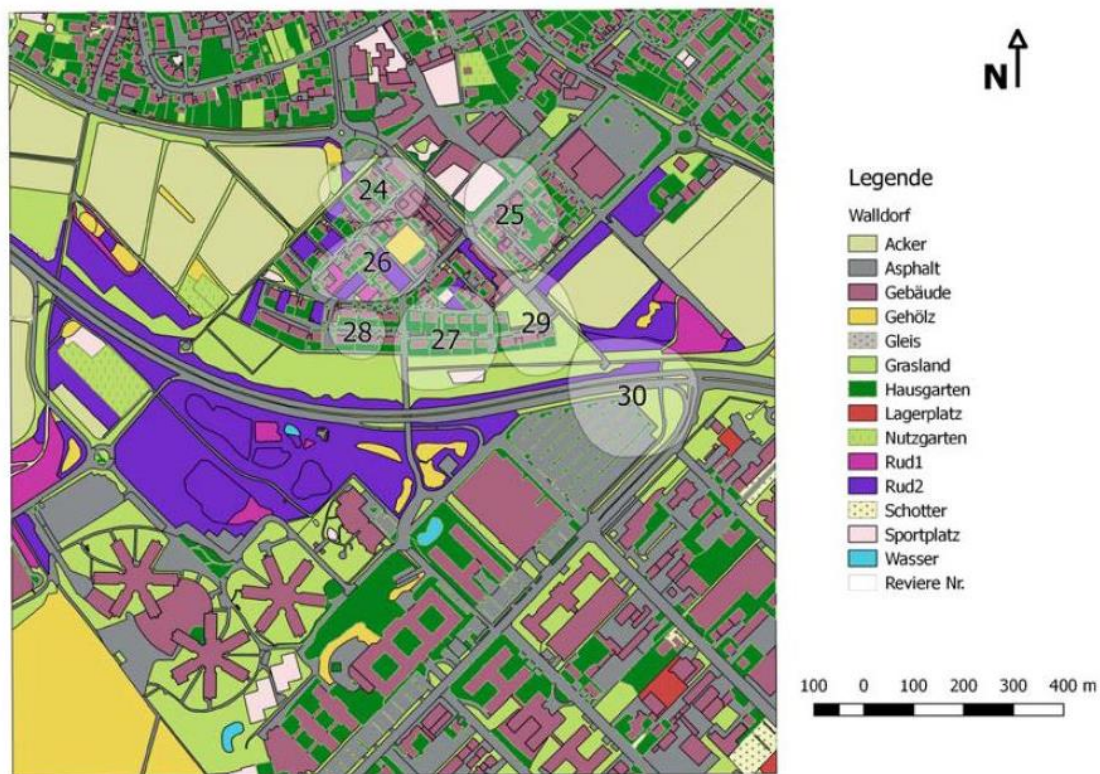 N
24
25
26
29
28
27
30
Legende
Walldorf
Acker
Asphalt
Gebäude
Gehölz
Gleis
Grasland
Hausgarten
Lagerplatz
Nutzgarten
Rud1
Rud2
Schotter
Sportplatz
Wasser
Reviere Nr.
100 0 100 200 300 400 m